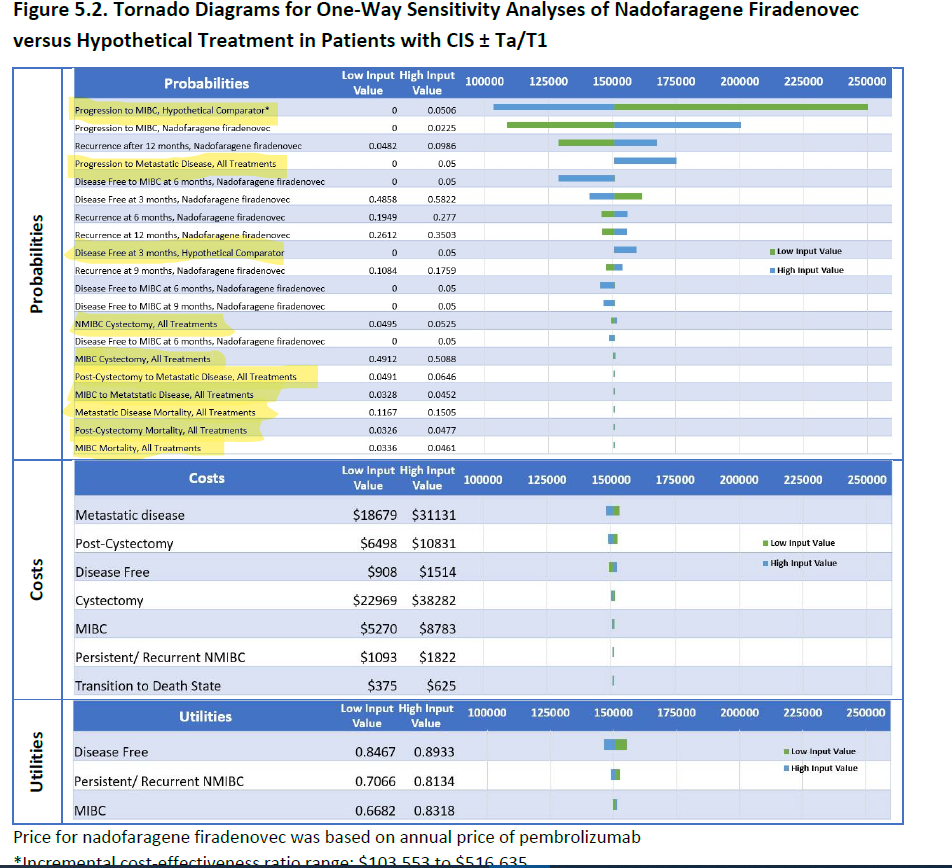 Figure 5.2. Tornado Diagrams for One-Way Sensitivity Analyses of Nadofaragene Firadenovec
versus Hypothetical Treatment in Patients with CIS ± Ta/T1
Probabilities
Probabilities Low Input Value High Input Value 100000 125000 150000 175000 200000 225000 250000
Progression to MIBC, Hypothetical Comparator* 0 0.0506
Progression to MIBC, Nadofaragene firadenovec 0 0.0225
Recurrence after 12 months, Nadofaragene firadenovec 0.0482 0.0986
Progression to Metastatic Disease, All Treatments 0 0.05
Disease Free to MIBC at 6 months, Nadofaragene firadenovec 0 0.05
Disease Free at 3 months, Nadofaragene firadenovec 0.4858 0.5822
Recurrence at 6 months, Nadofaragene firadenovec 0.1949 0.277
Recurrence at 12 months, Nadofaragene firadenovec 0.2612 0.3503
Disease Free at 3 months, Hypothetical Comparator 0 0.05 Low Input Value
Recurrence at 9 months, Nadofaragene firadenovec 0.1084 0.1759 High Input Value
Disease Free to MIBC at 6 months, Nadofaragene firadenovec 0 0.05
Disease Free to MIBC at 9 months, Nadofaragene firadenovec 0 0.05
NMIBC Cystectomy, All Treatments 0.0495 0.0525
Disease Free to MIBC at 6 months, Nadofaragene firadenovec 0 0.05
MIBC Cystectomy, All Treatments 0.4912 0.5088
Post-Cystectomy to Metastatic Disease, All Treatments 0.0491 0.0646
MIBC to Metatstatic Disease, All Treatments 0.0328 0.0452
Metastatic Disease Mortality, All Treatments 0.1167 0.1505
Post-Cystectomy Mortality, All Treatments 0.0326 0.0477
MIBC Mortality, All Treatments 0.0336 0.0461
Costs
Costs Low Input Value High Input Value 100000 125000 150000 175000 200000 225000 250000
Metastatic disease $18679 $31131
Post-Cystectomy $6498 $10831 Low Input Value
Disease Free $908 $1514 High Input Value
Cystectomy $22969 $38282
MIBC $5270 $8783
Persistent/ Recurrent NMIBC $1093 $1822
Transition to Death State $375 $625
Utilities
Utilities Low Input Value High Input Value 100000 125000 150000 175000 200000 225000 250000
Disease Free 0.8467 0.8933 Low Input Value
High Input Value
Persistent/ Recurrent NMIBC 0.7066 0.8134
MIBC 0.6682 0.8318
Price for nadofaragene firadenovec was based on annual price of pembrolizumab
*Incremental cost-effectiveness ratio range: $103,553 to $516,635